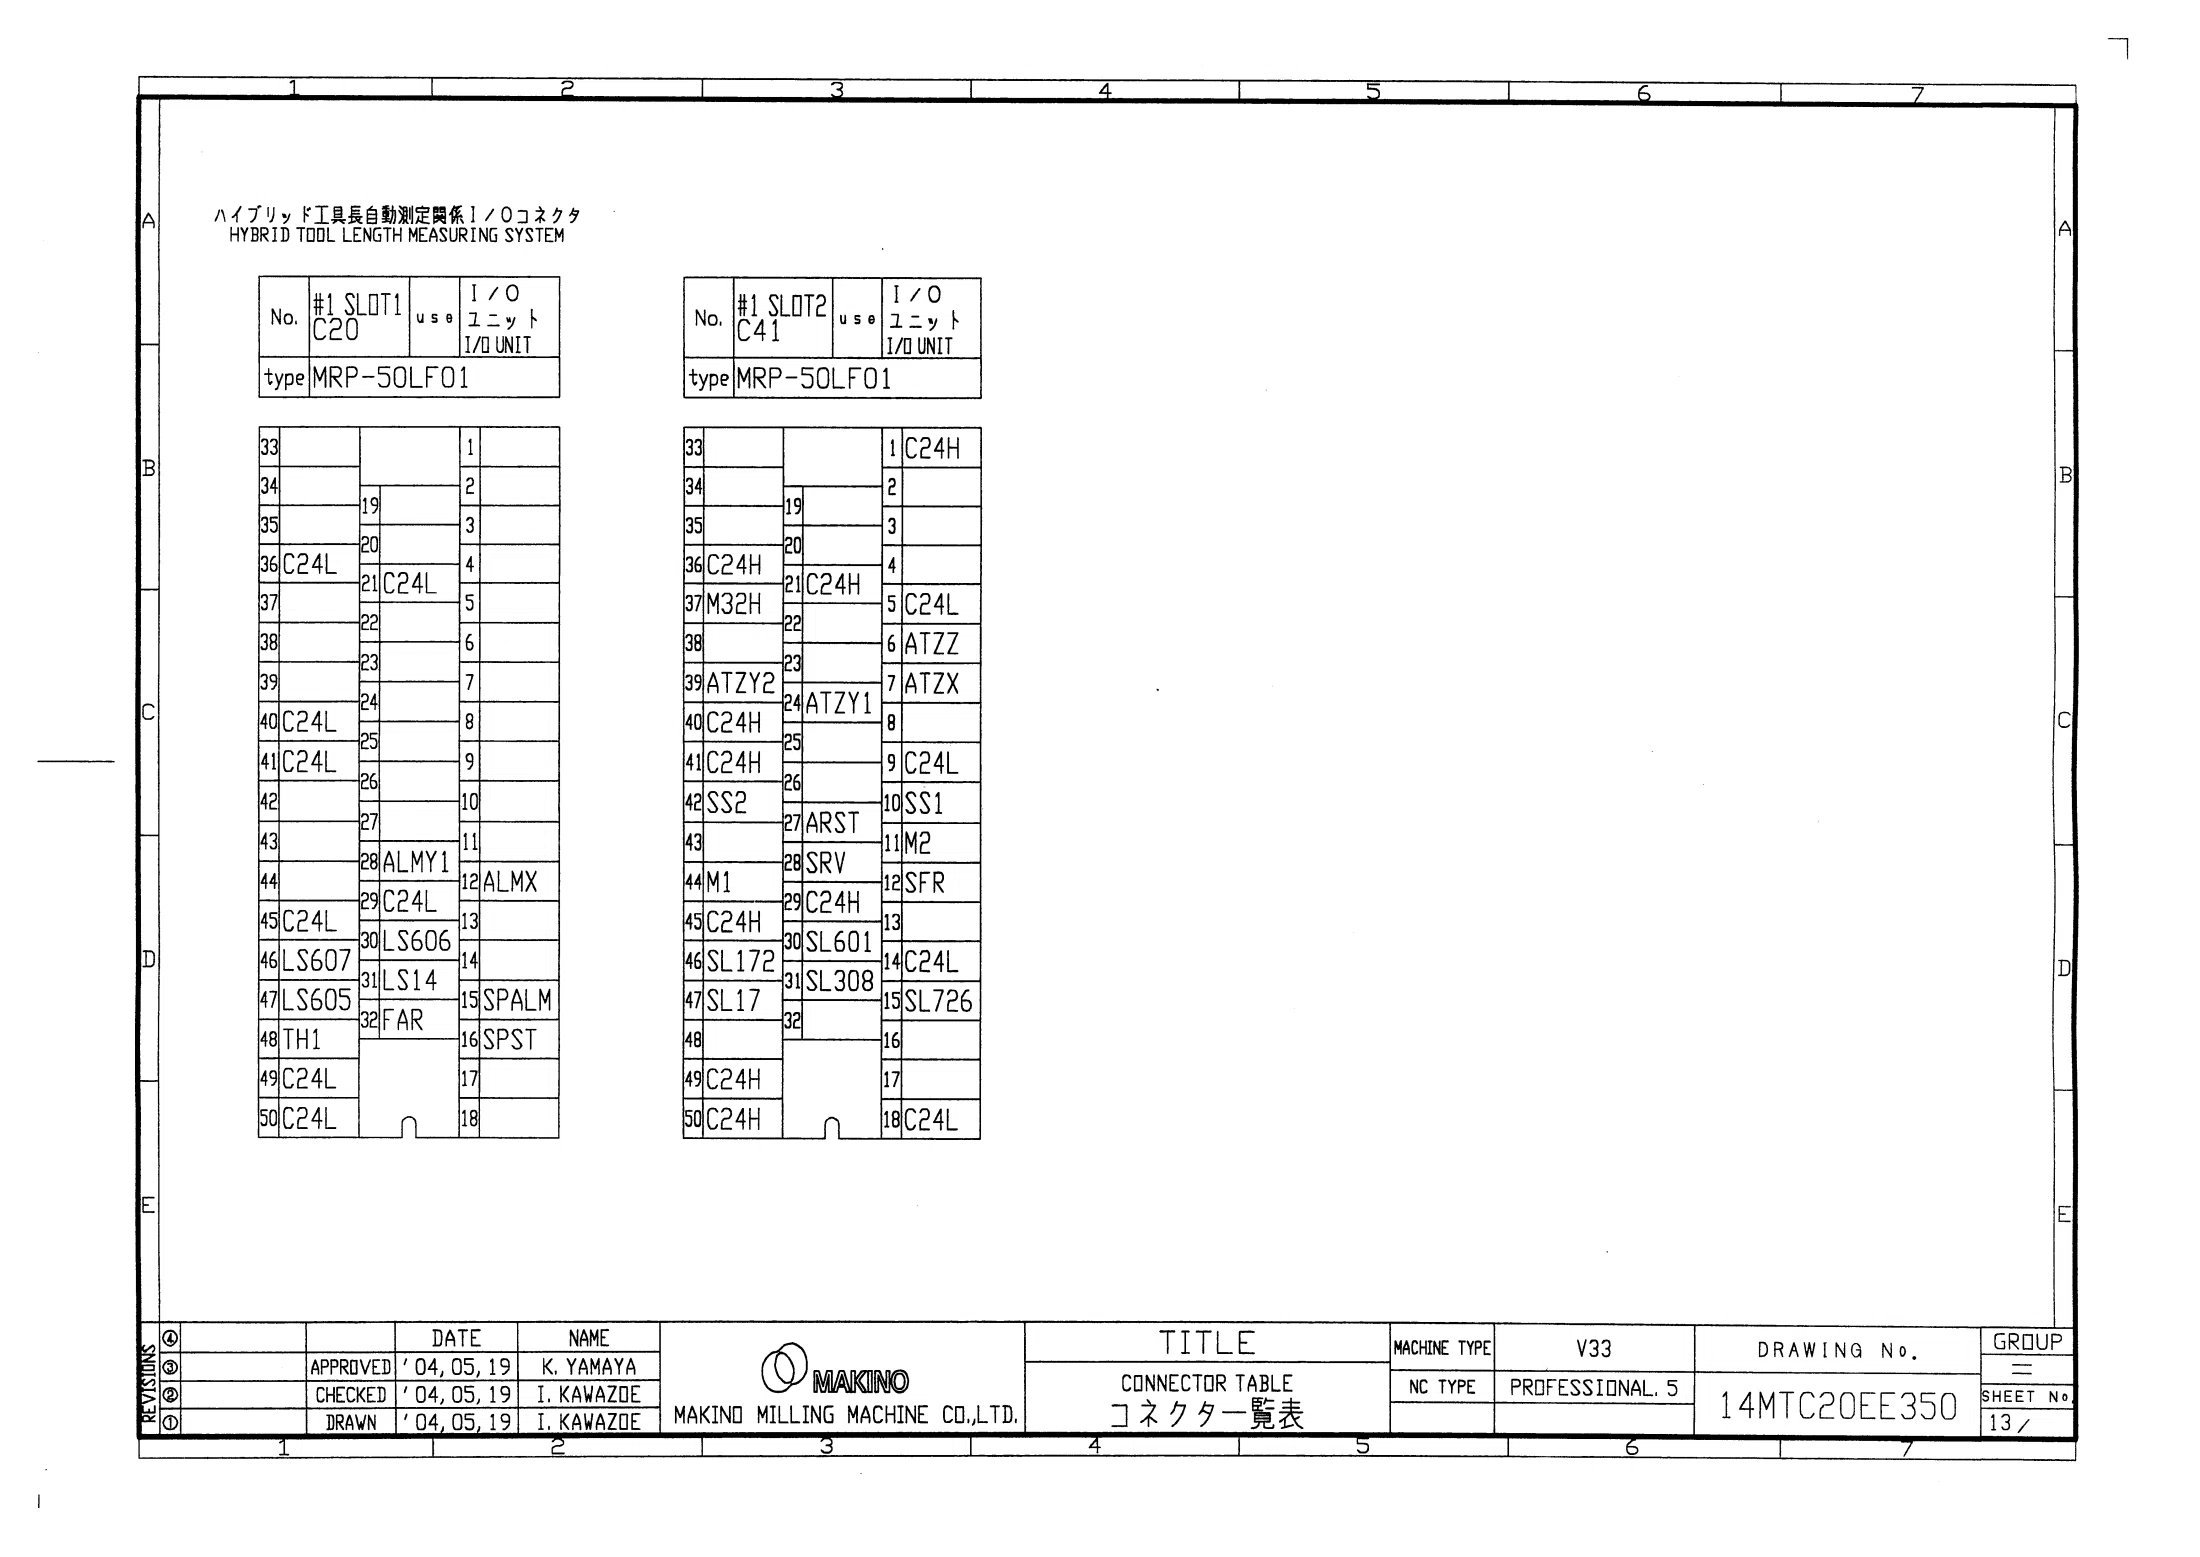 1 2 3 4 5 6 7
A A
B B
C C
D D
E E
ハイブリッド工具長自動測定関係I/Oコネクタ
HYBRID TOOL LENGTH MEASURING SYSTEM
No. #1 SLOT1 C20 use I/O ユニット I/O UNIT
type MRP-50LF01
33 1
34 2
19
35 3
20
36 C24L 4
21 C24L
37 5
22
38 6
23
39 7
24
40 C24L 8
25
41 C24L 9
26
42 10
27
43 11
28 ALMY1
44 12 ALMX
29 C24L
45 C24L 13
30 LS606
46 LS607 14
31 LS14
47 LS605 15 SPALM
32 FAR
48 TH1 16 SPST
49 C24L 17
50 C24L 18
No. #1 SLOT2 C41 use I/O ユニット I/O UNIT
type MRP-50LF01
33 1 C24H
34 2
19
35 3
20
36 C24H 4
21 C24H
37 M32H 5 C24L
22
38 6 ATZZ
23
39 ATZY2 7 ATZX
24 ATZY1
40 C24H 8
25
41 C24H 9 C24L
26
42 SS2 10 SS1
27 ARST
43 11 M2
28 SRV
44 M1 12 SFR
29 C24H
45 C24H 13
30 SL601
46 SL172 14 C24L
31 SL308
47 SL17 15 SL726
32
48 16
49 C24H 17
50 C24H 18 C24L
REVISIONS
④ DATE NAME
③ APPROVED '04,05,19 K. YAMAYA
② CHECKED '04,05,19 I. KAWAZOE
① DRAWN '04,05,19 I. KAWAZOE
MAKINO
MAKINO MILLING MACHINE CO.,LTD.
TITLE
CONNECTOR TABLE
コネクター覧表
MACHINE TYPE V33
NC TYPE PROFESSIONAL. 5
DRAWING No.
14MTC20EE350
GROUP
二
SHEET No.
13/
1 2 3 4 5 6 7